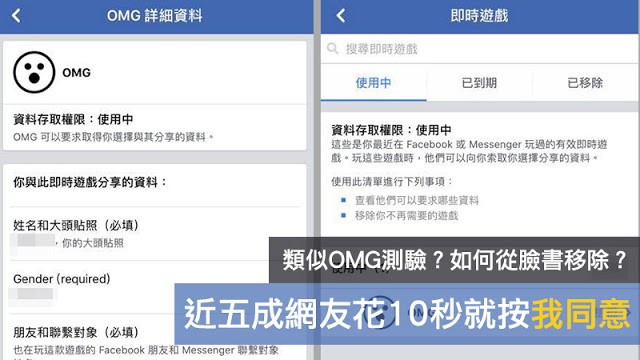 OMG 詳細資料
OMG
資料存取權限：使用中
OMG 可以要求取得你選擇與其分享的資料。
你與此即時遊戲分享的資料：
姓名和大頭貼照（必填）
，你的大頭貼照
Gender (required)
朋友和聯繫對象（必填）
也在玩這款遊戲的 Facebook 朋友和 Messenger 聯繫對象
即時遊戲
搜尋即時遊戲
使用中
已到期
已移除
資料存取權限：使用中
這些是你最近在 Facebook 或 Messenger 玩過的有效即時遊
戲。玩這些遊戲時，他們可以向你索取你選擇分享的資料。
使用此清單進行下列事項：
查看他們可以要求哪些資料
移除你不再需要的遊戲
類似OMG測驗？如何從臉書移除？
近五成網友花10秒就按我同意